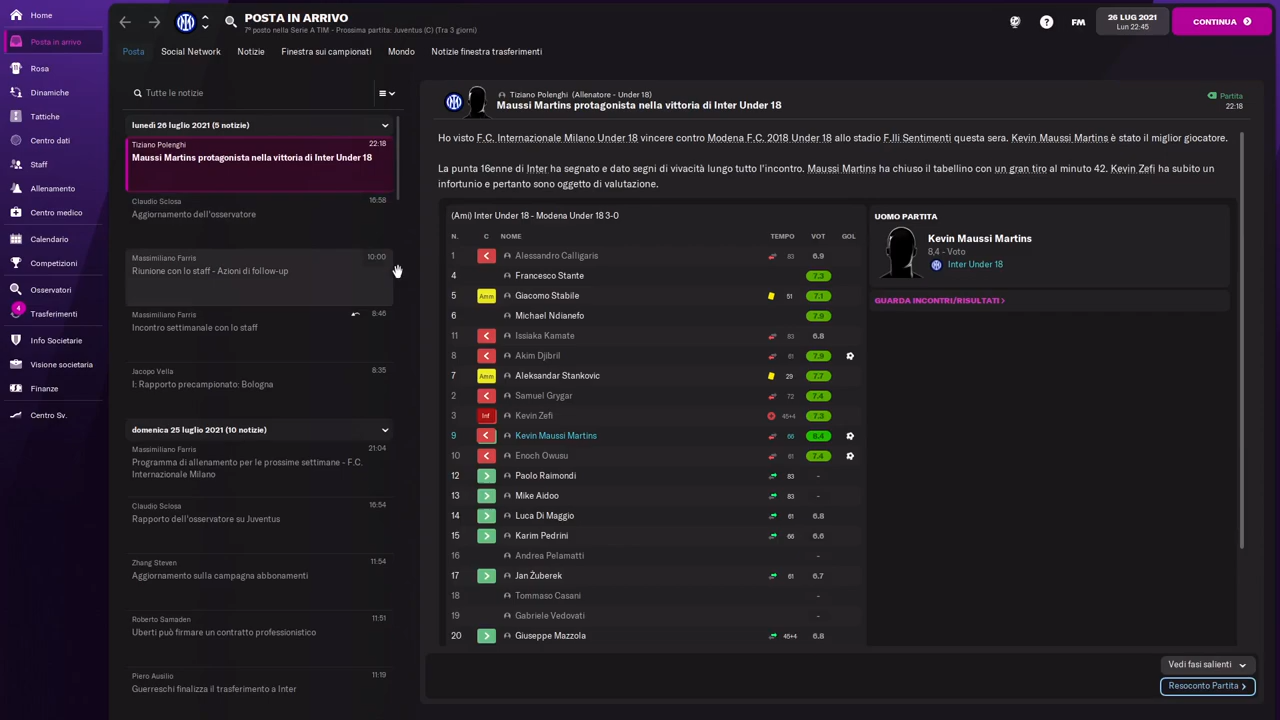 Home
Posta in arrivo
Rosa
Dinamiche
Tattiche
Centro dati
Staff
Allenamento
Centro medico
Calendario
Competizioni
Osservatori
4
Trasferimenti
Info Societarie
Visione societaria
Finanze
Centro Sv.
POSTA IN ARRIVO
7° posto nella Serie A TIM - Prossima partita: Juventus (C) (Tra 3 giorni)
FM
26 LUG 2021
Lun 22:45
CONTINUA
Posta
Social Network
Notizie
Finestra sui campionati
Mondo
Notizie finestra trasferimenti
Tutte le notizie
lunedì 26 luglio 2021 (5 notizie)
Tiziano Polenghi 22:18
Maussi Martins protagonista nella vittoria di Inter Under 18
Claudio Sclosa 16:58
Aggiornamento dell'osservatore
Massimiliano Farris 10:00
Riunione con lo staff - Azioni di follow-up
Massimiliano Farris 8:46
Incontro settimanale con lo staff
Jacopo Vella 8:35
I: Rapporto precampionato: Bologna
domenica 25 luglio 2021 (10 notizie)
Massimiliano Farris 21:04
Programma di allenamento per le prossime settimane - F.C.
Internazionale Milano
Claudio Sclosa 16:54
Rapporto dell'osservatore su Juventus
Zhang Steven 11:54
Aggiornamento sulla campagna abbonamenti
Roberto Samaden 11:51
Uberti può firmare un contratto professionistico
Piero Ausilio 11:19
Guerreschi finalizza il trasferimento a Inter
Tiziano Polenghi (Allenatore - Under 18)
Maussi Martins protagonista nella vittoria di Inter Under 18
Partita
22:18
Ho visto F.C. Internazionale Milano Under 18 vincere contro Modena F.C. 2018 Under 18 allo stadio F.lli Sentimenti questa sera. Kevin Maussi Martins è stato il miglior giocatore.
La punta 16enne di Inter ha segnato e dato segni di vivacità lungo tutto l'incontro. Maussi Martins ha chiuso il tabellino con un gran tiro al minuto 42. Kevin Zefi ha subito un
infortunio e pertanto sono oggetto di valutazione.
(Ami) Inter Under 18 - Modena Under 18 3-0
N. C NOME TEMPO VOT GOL
1 Alessandro Calligaris 83 6.9
4 Francesco Stante 7.3
5 Amm Giacomo Stabile 51 7.1
6 Michael Ndianefo 7.9
11 Issiaka Kamate 83 6.8
8 Akim Djibril 61 7.9
7 Amm Aleksandar Stankovic 29 7.7
2 Samuel Grygar 72 7.4
3 Inf Kevin Zefi 45+4 7.3
9 Kevin Maussi Martins 66 8.4
10 Enoch Owusu 61 7.4
12 Paolo Raimondi 83 -
13 Mike Aidoo 83 -
14 Luca Di Maggio 61 6.8
15 Karim Pedrini 66 6.6
16 Andrea Pelamatti -
17 Jan Žuberek 61 6.7
18 Tommaso Casani -
19 Gabriele Vedovati -
20 Giuseppe Mazzola 45+4 6.8
UOMO PARTITA
Kevin Maussi Martins
8,4 - Voto
Inter Under 18
GUARDA INCONTRI/RISULTATI >
Vedi fasi salienti
Resoconto Partita >